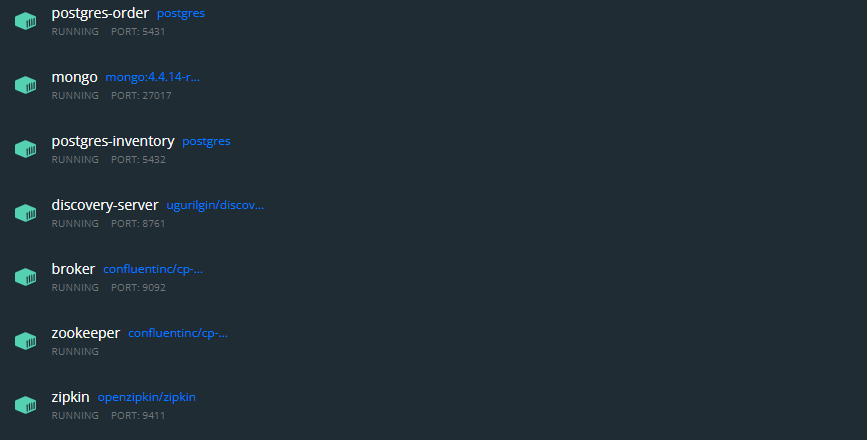 postgres-order postgres
RUNNING PORT: 5431
mongo mongo:4.4.14-r...
RUNNING PORT: 27017
postgres-inventory postgres
RUNNING PORT: 5432
discovery-server ugurilgin/discov...
RUNNING PORT: 8761
broker confluentinc/cp-...
RUNNING PORT: 9092
zookeeper confluentinc/cp-...
RUNNING
zipkin openzipkin/zipkin
RUNNING PORT: 9411